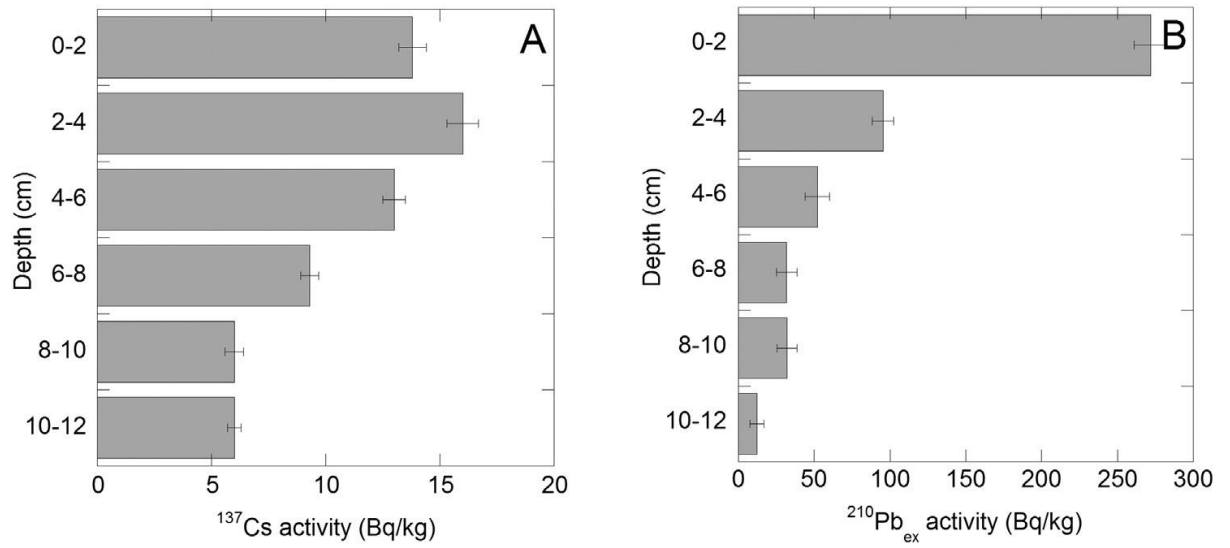 A
0-2
2-4
4-6
6-8
8-10
10-12
Depth (cm)
0 5 10 15 20
¹³⁷Cs activity (Bq/kg)
B
0-2
2-4
4-6
6-8
8-10
10-12
Depth (cm)
0 50 100 150 200 250 300
²¹⁰Pbₑₓ activity (Bq/kg)